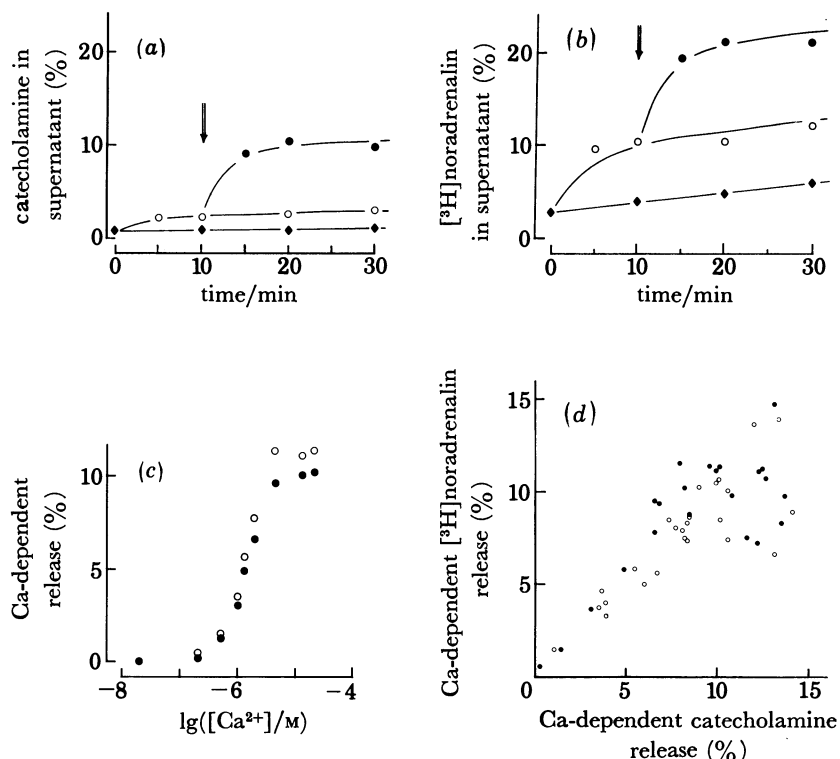 (a)
20
10
0
catecholamine in
supernatant (%)
0 10 20 30
time/min
(b)
20
10
0
[³H]noradrenalin
in supernatant (%)
0 10 20 30
time/min
(c)
10
5
0
Ca-dependent
release (%)
−8 −6 −4
lg([Ca²⁺]/M)
(d)
15
10
5
Ca-dependent [³H]noradrenalin
release (%)
0 5 10 15
Ca-dependent catecholamine
release (%)